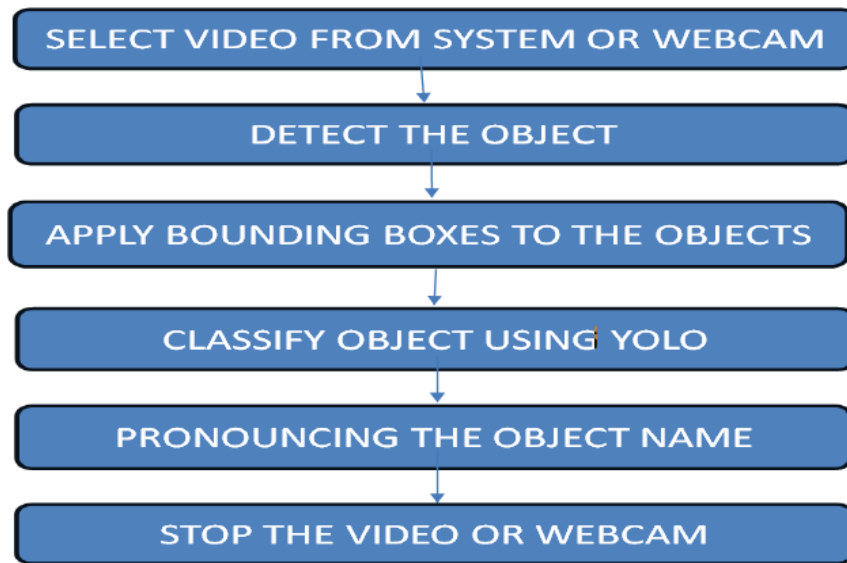 SELECT VIDEO FROM SYSTEM OR WEBCAM
DETECT THE OBJECT
APPLY BOUNDING BOXES TO THE OBJECTS
CLASSIFY OBJECT USING YOLO
PRONOUNCING THE OBJECT NAME
STOP THE VIDEO OR WEBCAM